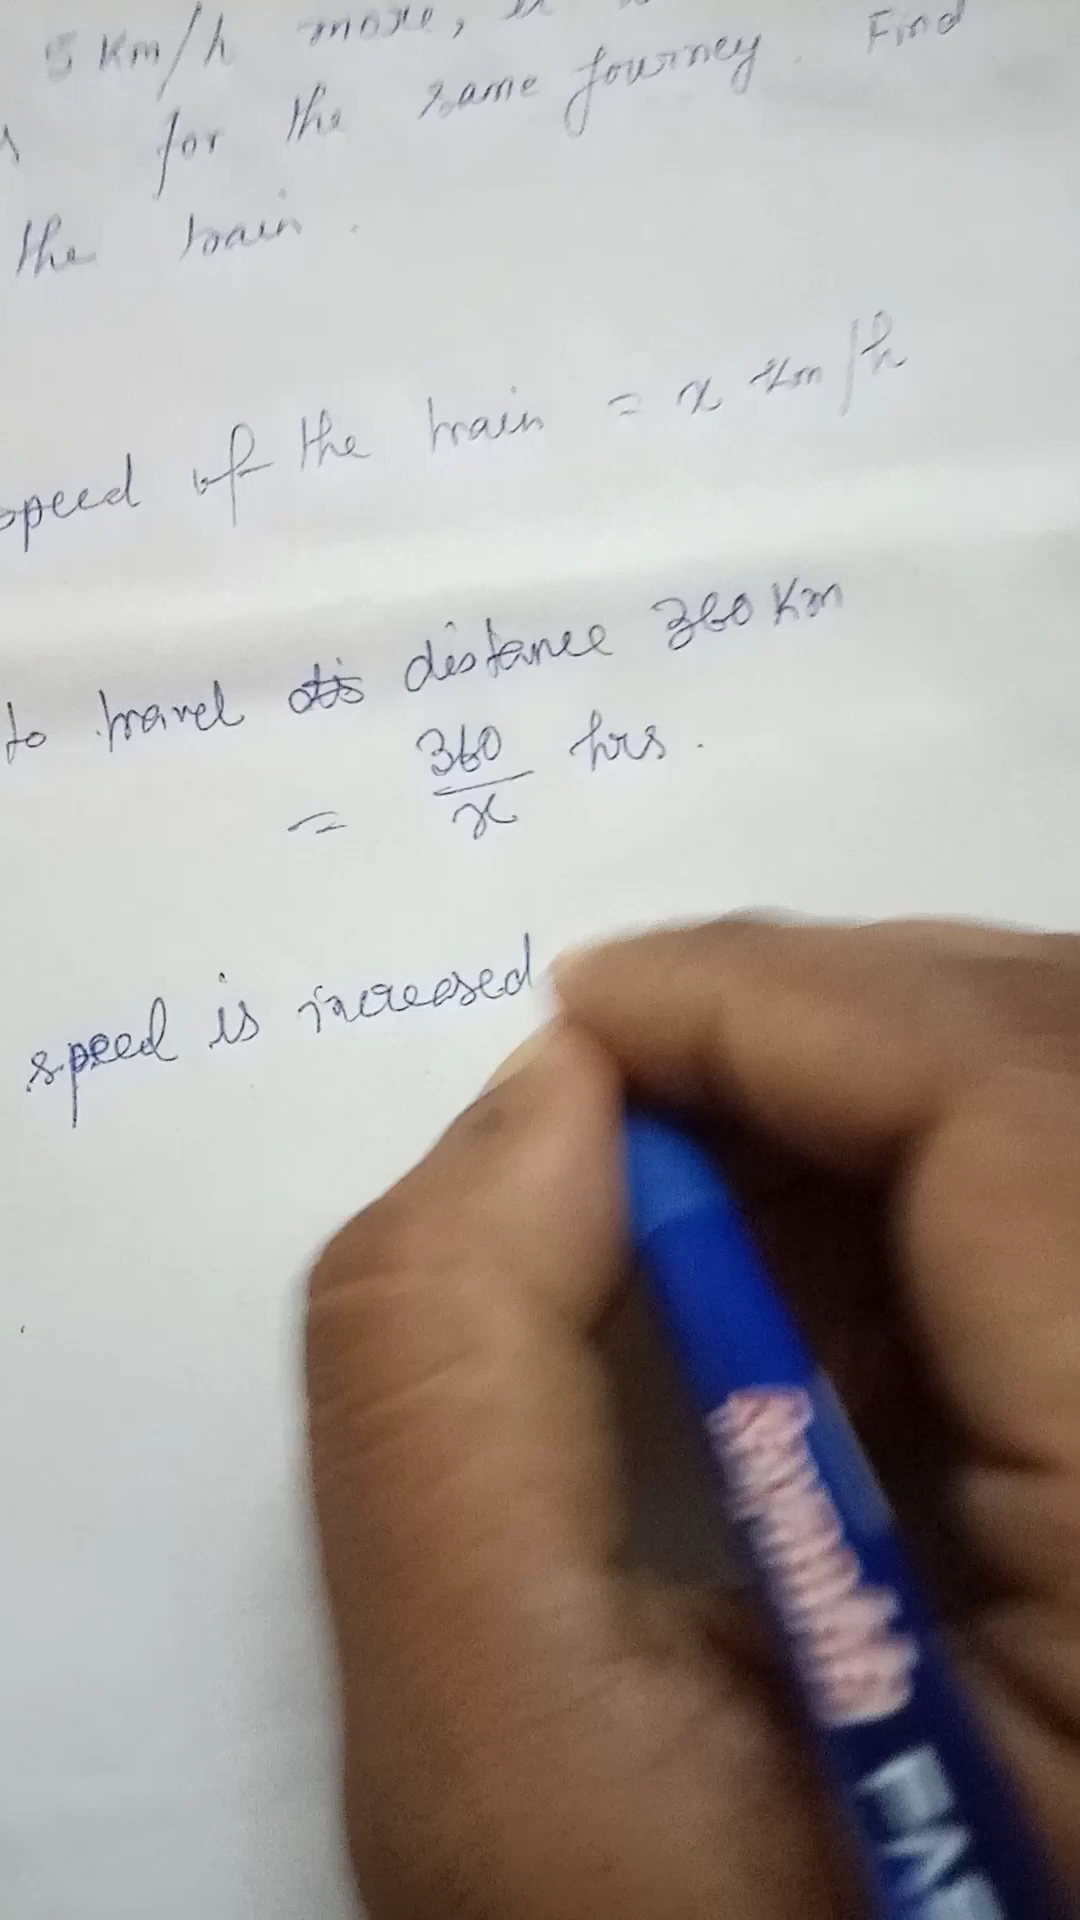 5 Km/h more,
for the same journey. Find
the train.
speed of the train = x km/h
to travel distance 360 Km
= 360/x hrs.
speed is increased